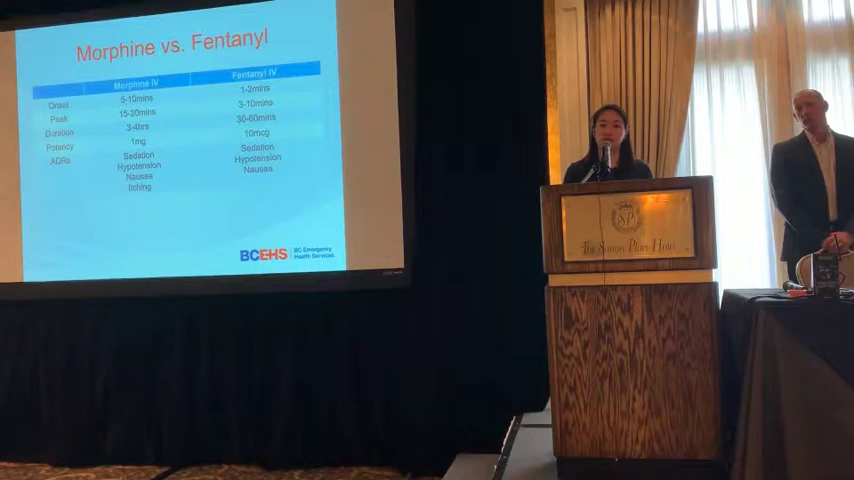 Morphine vs. Fentanyl
Morphine IV Fentanyl IV
Onset 5-10mins 1-2mins
Peak 15-20mins 3-10mins
Duration 3-4hrs 30-60mins
Potency 1mg 10mcg
ADRs Sedation Sedation
Hypotension Hypotension
Nausea Nausea
Itching
BCEHS BC Emergency
Health Services
SP
The Sutton Place Hotel